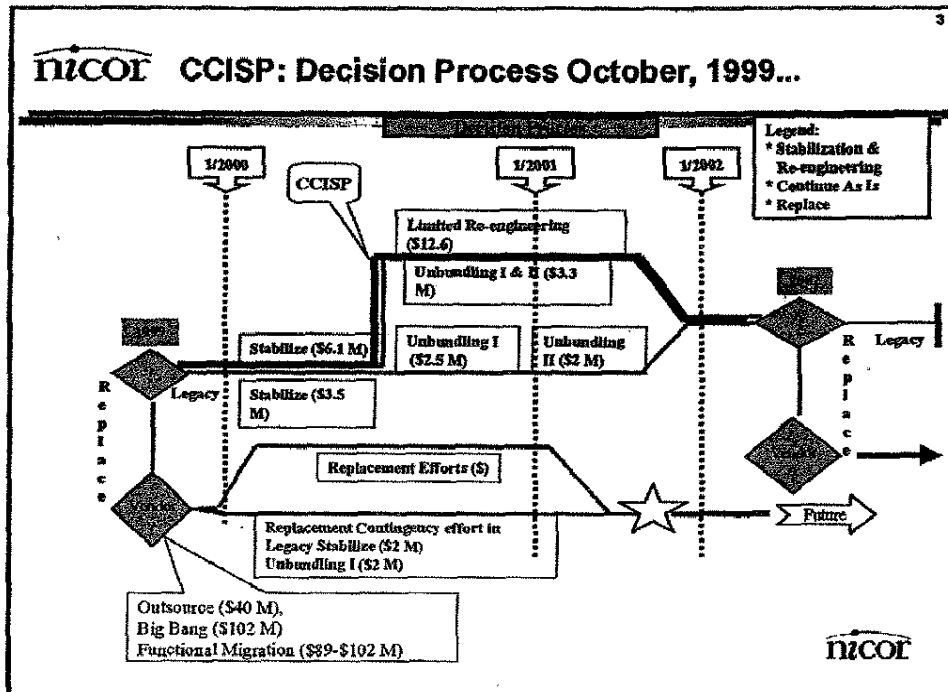 3
nicor CCISP: Decision Process October, 1999...
Legend:
* Stabilization &
Re-engineering
* Continue As Is
* Replace
1/2000
1/2001
1/2002
CCISP
Limited Re-engineering
($12.6)
Unbundling I & II ($3.3
M)
Stabilize ($6.1 M)
Unbundling I
($2.5 M)
Unbundling
II ($2 M)
Legacy
Legacy
Stabilize ($3.5
M)
Replace
Replace
Replacement Efforts ($)
Replacement Contingency effort in
Legacy Stabilize ($2 M)
Unbundling I ($2 M)
Future
Outsource ($40 M),
Big Bang ($102 M)
Functional Migration ($89-$102 M)
nicor